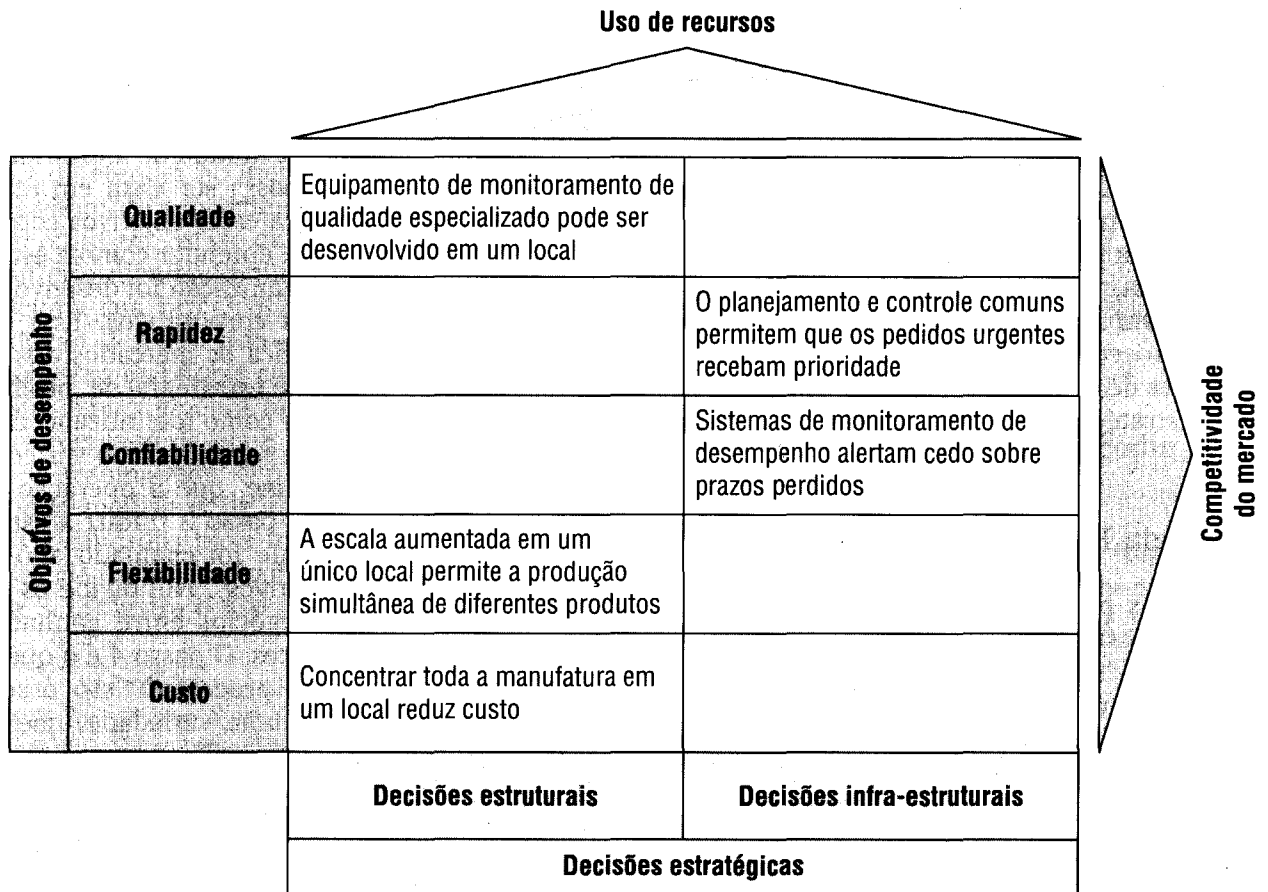 Uso de recursos
Objetivos de desempenho
Qualidade
Equipamento de monitoramento de
qualidade especializado pode ser
desenvolvido em um local
Rapidez
O planejamento e controle comuns
permitem que os pedidos urgentes
recebam prioridade
Confiabilidade
Sistemas de monitoramento de
desempenho alertam cedo sobre
prazos perdidos
Flexibilidade
A escala aumentada em um
único local permite a produção
simultânea de diferentes produtos
Custo
Concentrar toda a manufatura em
um local reduz custo
Competitividade
do mercado
Decisões estruturais
Decisões infra-estruturais
Decisões estratégicas